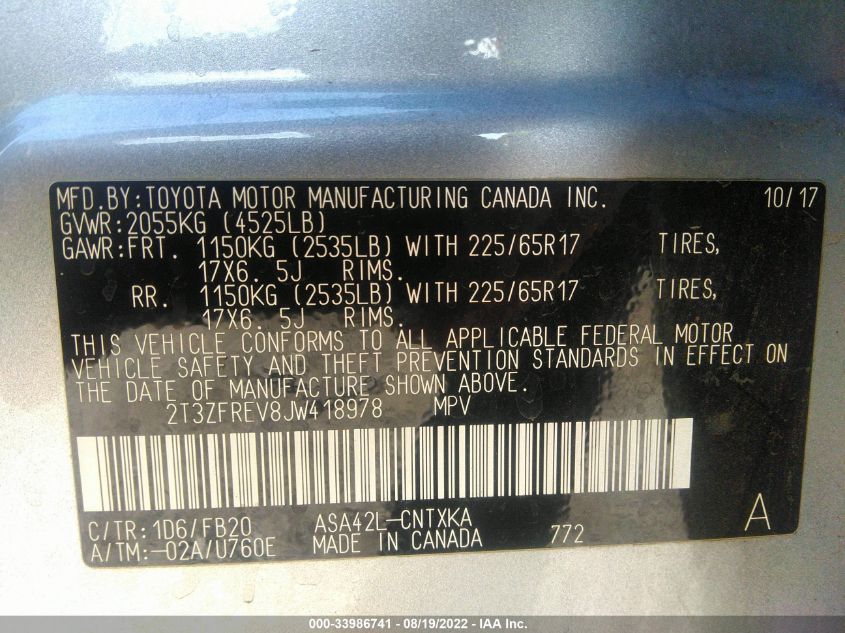 MFD.BY:TOYOTA MOTOR MANUFACTURING CANADA INC. 10/17
GVWR:2055KG (4525LB)
GAWR:FRT. 1150KG (2535LB) WITH 225/65R17 TIRES,
17X6. 5J RIMS.
RR. 1150KG (2535LB) WITH 225/65R17 TIRES,
17X6. 5J RIMS.
THIS VEHICLE CONFORMS TO ALL APPLICABLE FEDERAL MOTOR
VEHICLE SAFETY AND THEFT PREVENTION STANDARDS IN EFFECT ON
THE DATE OF MANUFACTURE SHOWN ABOVE.
2T3ZFREV8JW418978 MPV
C/TR: 1D6/FB20 ASA42L-CNTXKA A
A/TM:-02A/U760E MADE IN CANADA 772
000-33986741 - 08/19/2022 - IAA Inc.